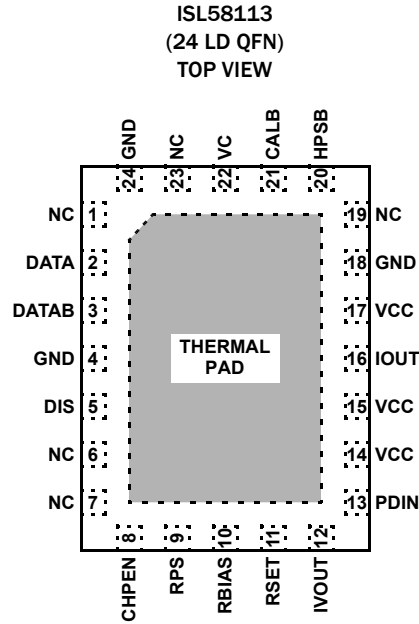 ISL58113
(24 LD QFN)
TOP VIEW
GND
NC
VC
CALB
HPSB
24
23
22
21
20
NC 1
DATA 2
DATAB 3
GND 4
DIS 5
NC 6
NC 7
THERMAL
PAD
19 NC
18 GND
17 VCC
16 IOUT
15 VCC
14 VCC
13 PDIN
8
9
10
11
12
CHPEN
RPS
RBIAS
RSET
IVOUT